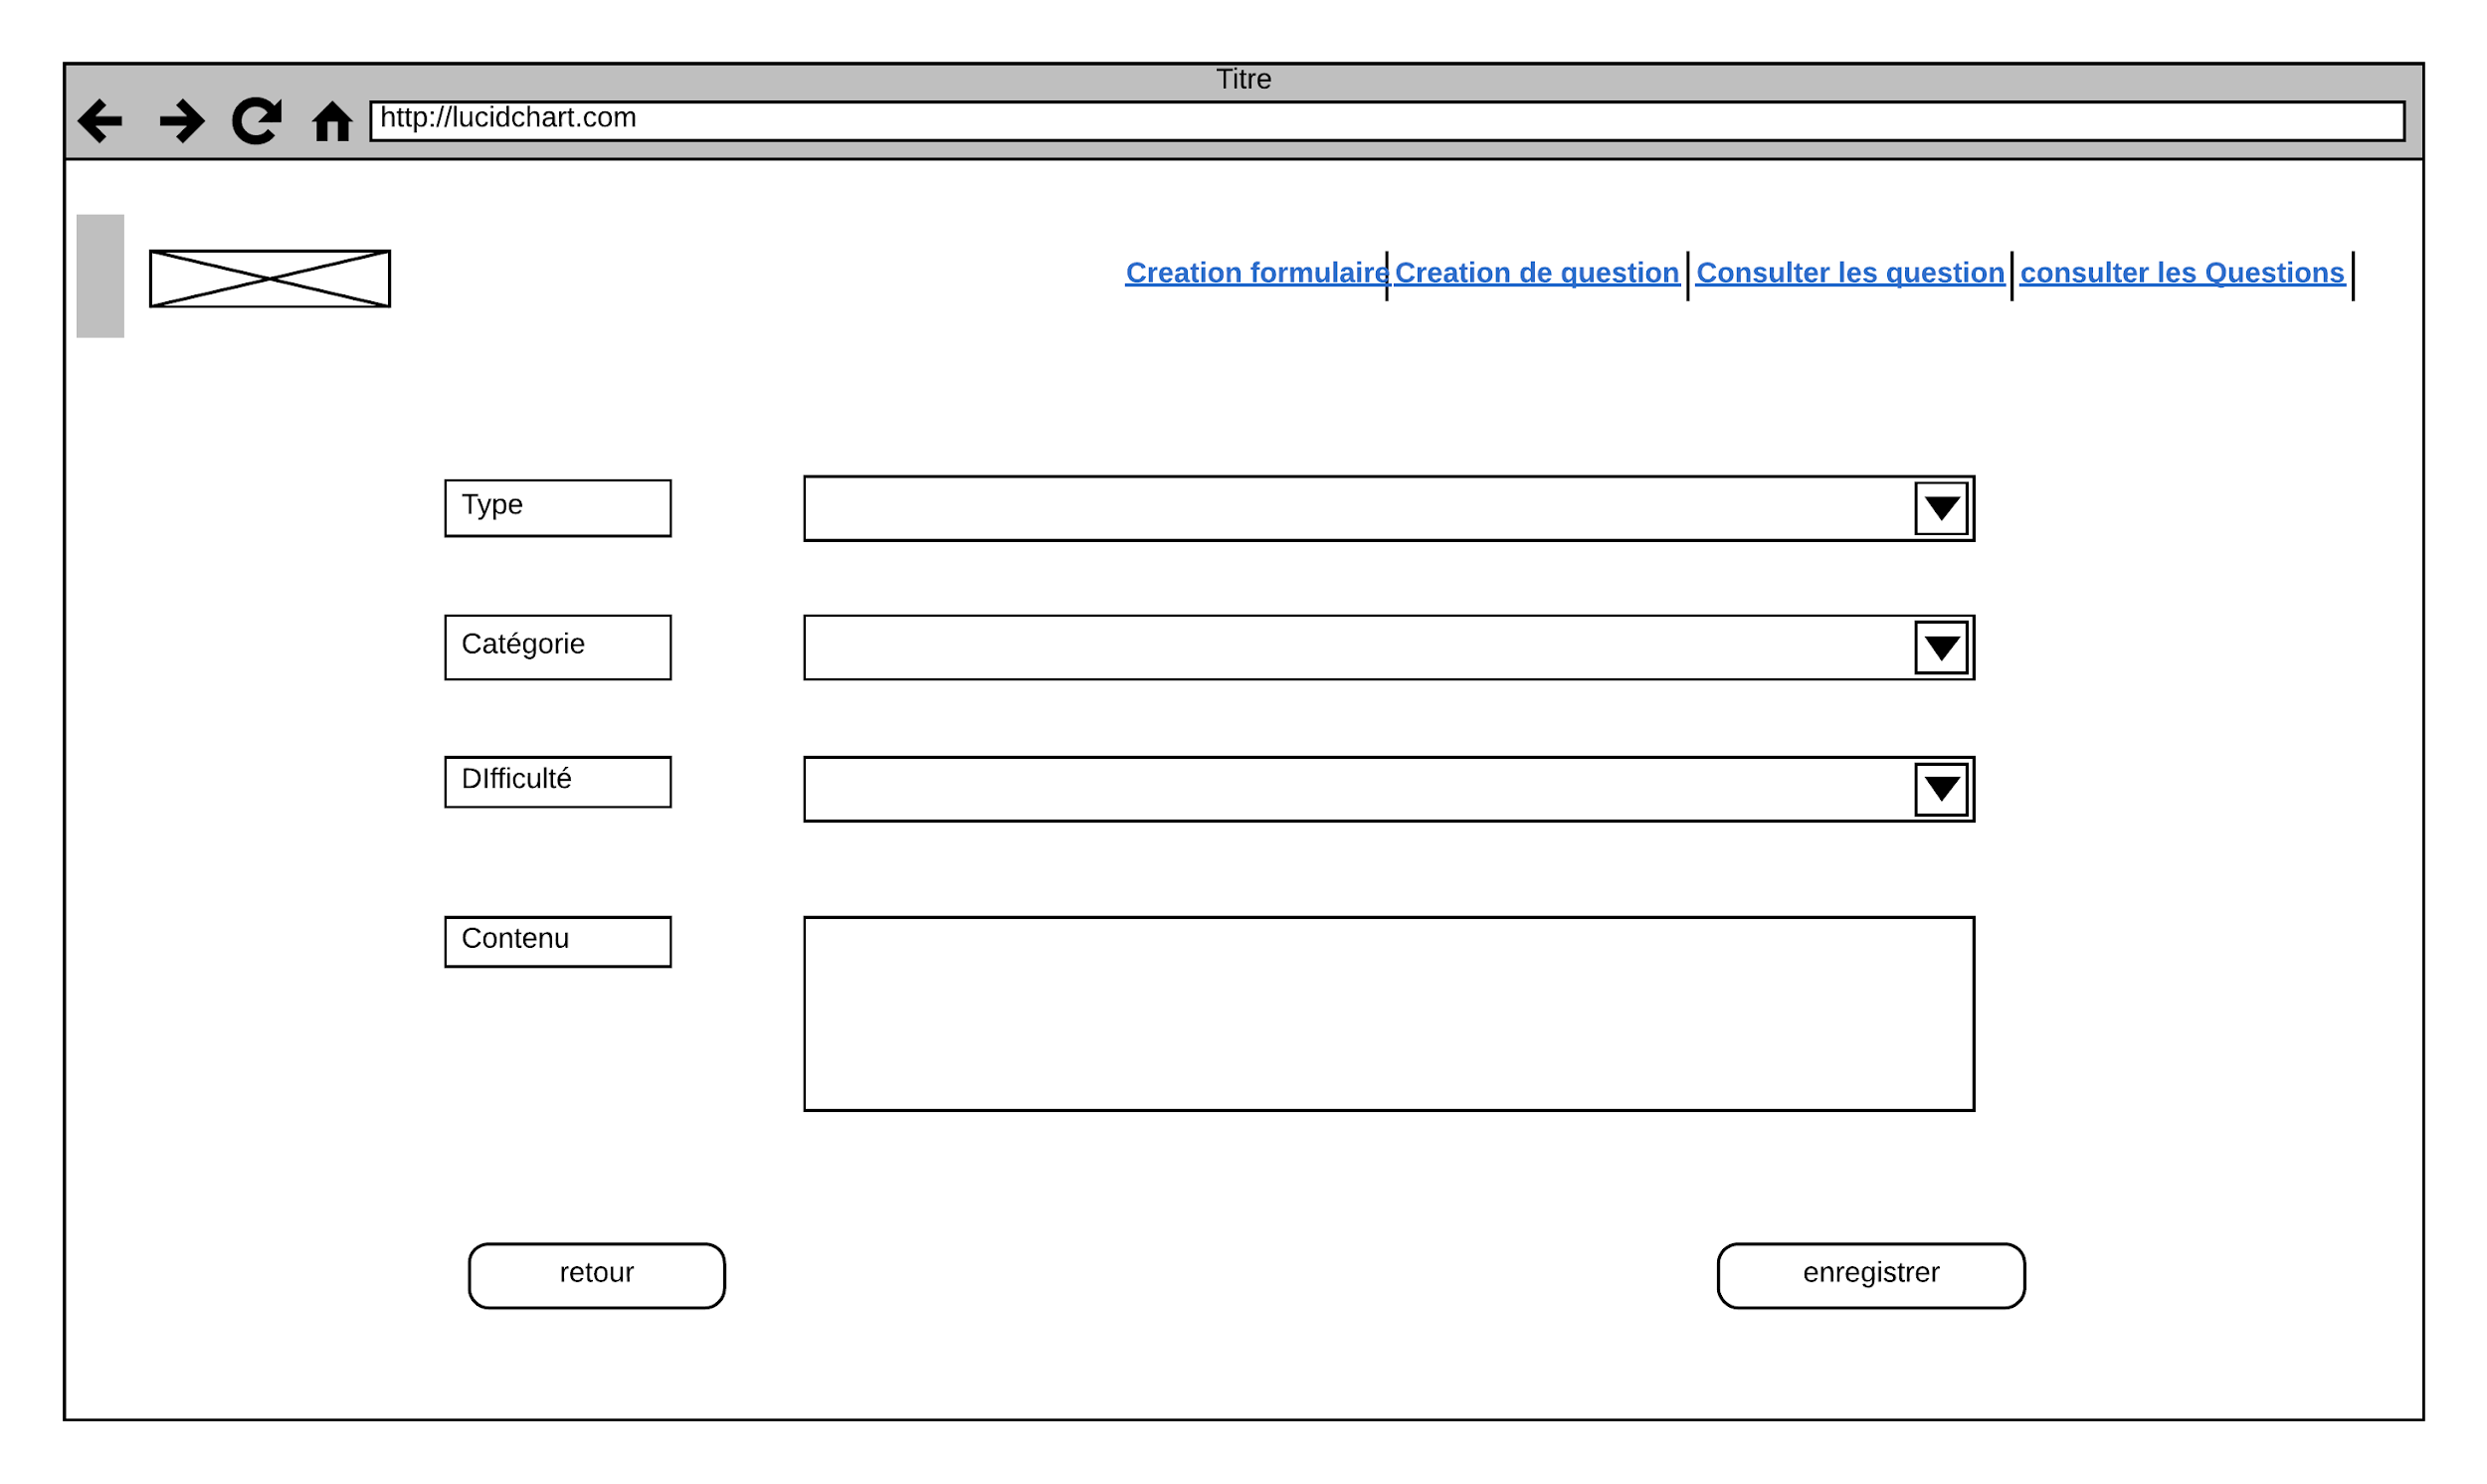 Titre
http://lucidchart.com
Creation formulaire Creation de question Consulter les question consulter les Questions
Type
Catégorie
DIfficulté
Contenu
retour enregistrer